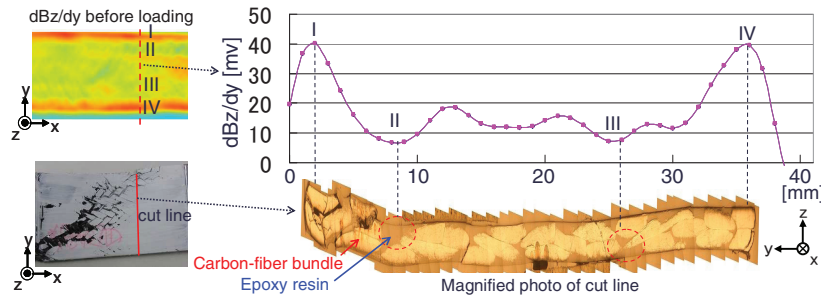 dBz/dy before loading
I
II
III
IV
y
z
x
dBz/dy [mv]
50
40
30
20
10
0
I
II
III
IV
0
10
20
30
40
[mm]
cut line
y
z
x
Carbon-fiber bundle
Epoxy resin
Magnified photo of cut line
z
y
x